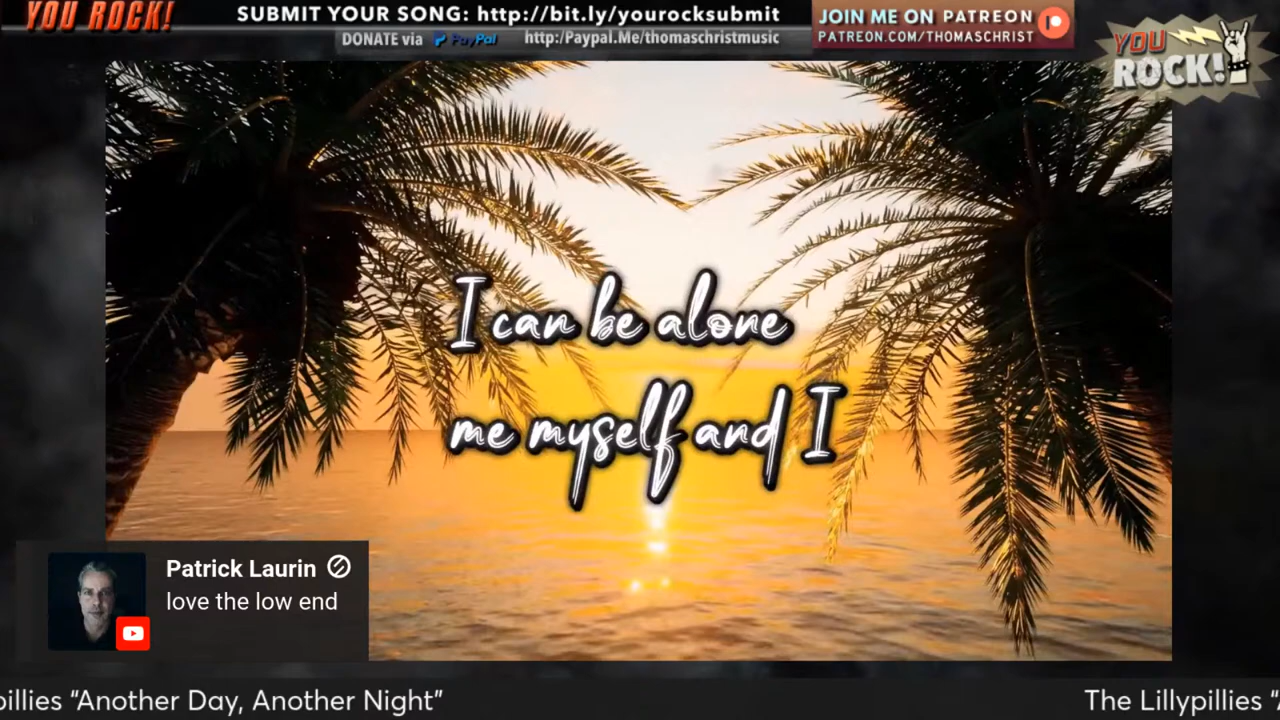 YOU ROCK!
SUBMIT YOUR SONG: http://bit.ly/yourocksubmit
DONATE via PayPal http:/Paypal.Me/thomaschristmusic
JOIN ME ON PATREON
PATREON.COM/THOMASCHRIST
YOU
ROCK!
I can be alone
me myself and I
Patrick Laurin
love the low end
pillies “Another Day, Another Night”
The Lillypillies “